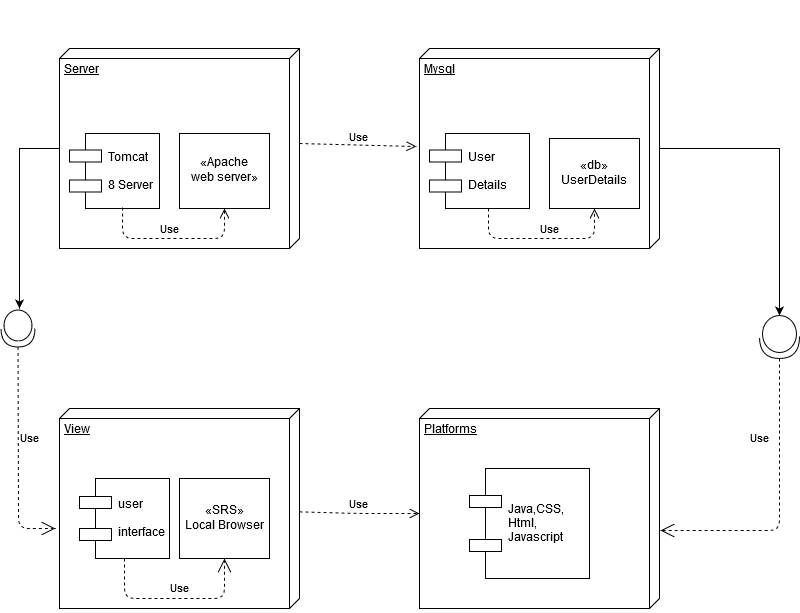 Server
Mysql
Use
Tomcat
8 Server
«Apache
web server»
User
Details
«db»
UserDetails
Use
Use
View
Platforms
Use
Use
Use
user
interface
«SRS»
Local Browser
Java,CSS,
Html,
Javascript
Use